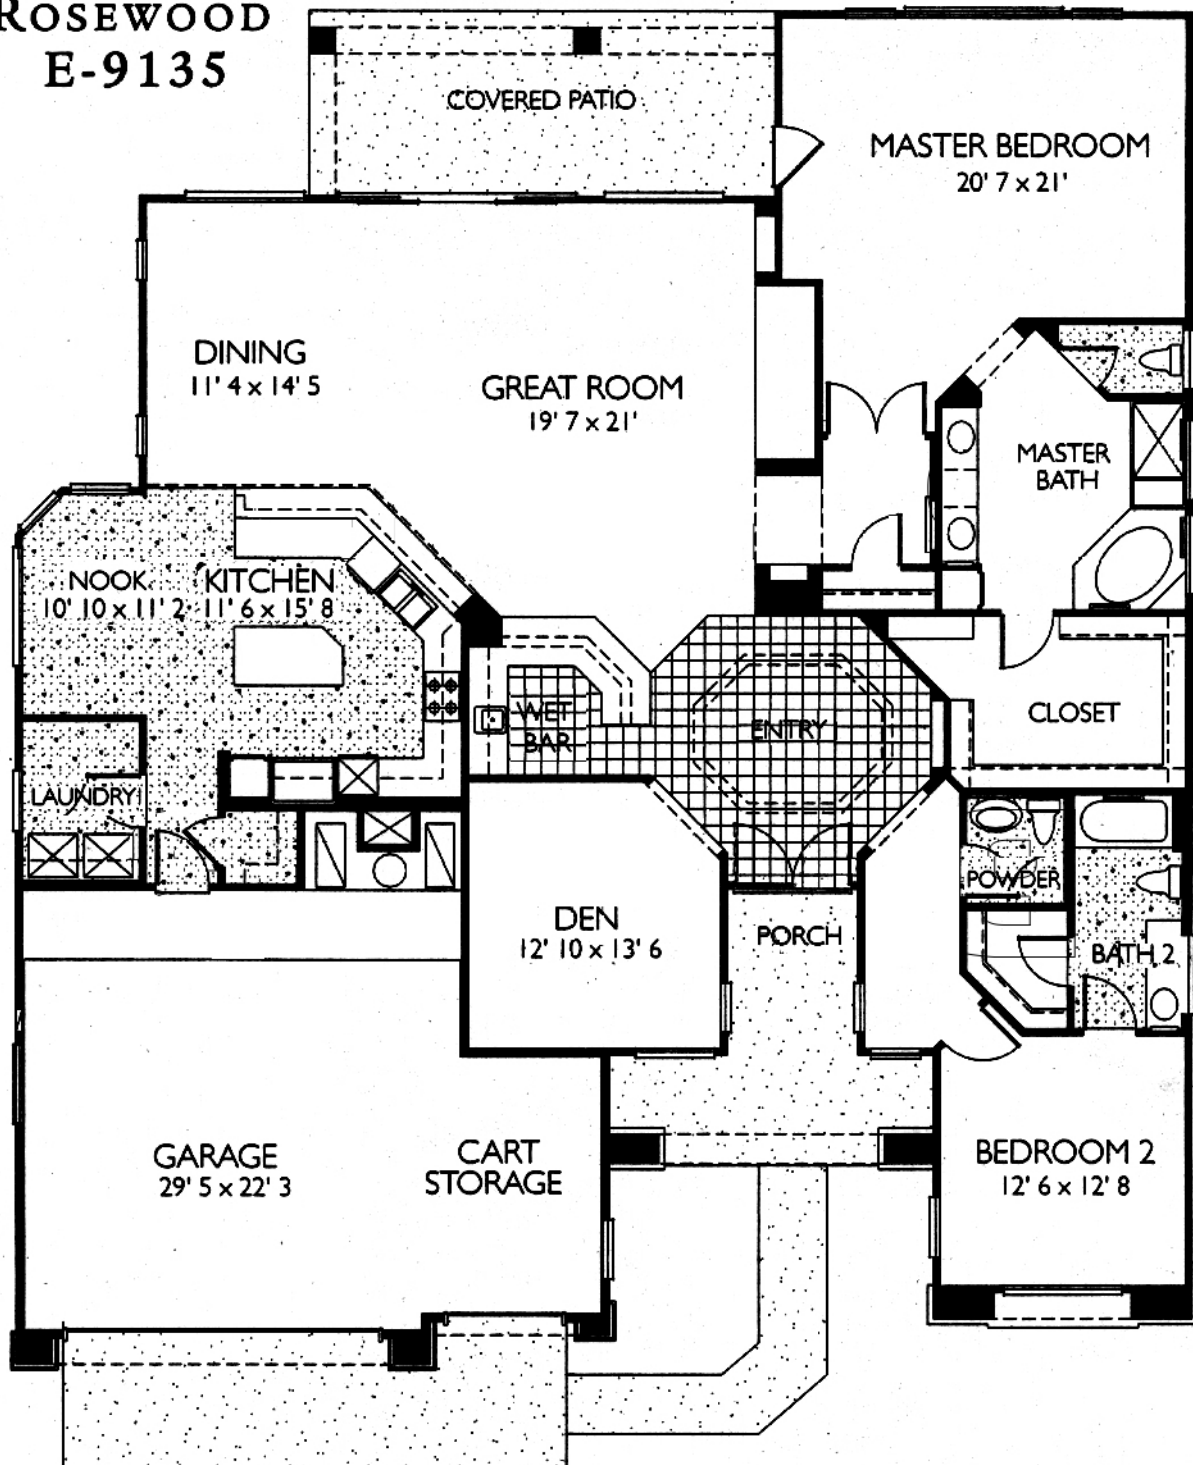 ROSEWOOD
E-9135
COVERED PATIO
MASTER BEDROOM
20' 7 x 21'
DINING
11' 4 x 14' 5
GREAT ROOM
19' 7 x 21'
MASTER
BATH
NOOK
10' 10 x 11' 2
KITCHEN
11' 6 x 15' 8
WET
BAR
ENTRY
CLOSET
LAUNDRY
POWDER
DEN
12' 10 x 13' 6
PORCH
BATH 2
GARAGE
29' 5 x 22' 3
CART
STORAGE
BEDROOM 2
12' 6 x 12' 8